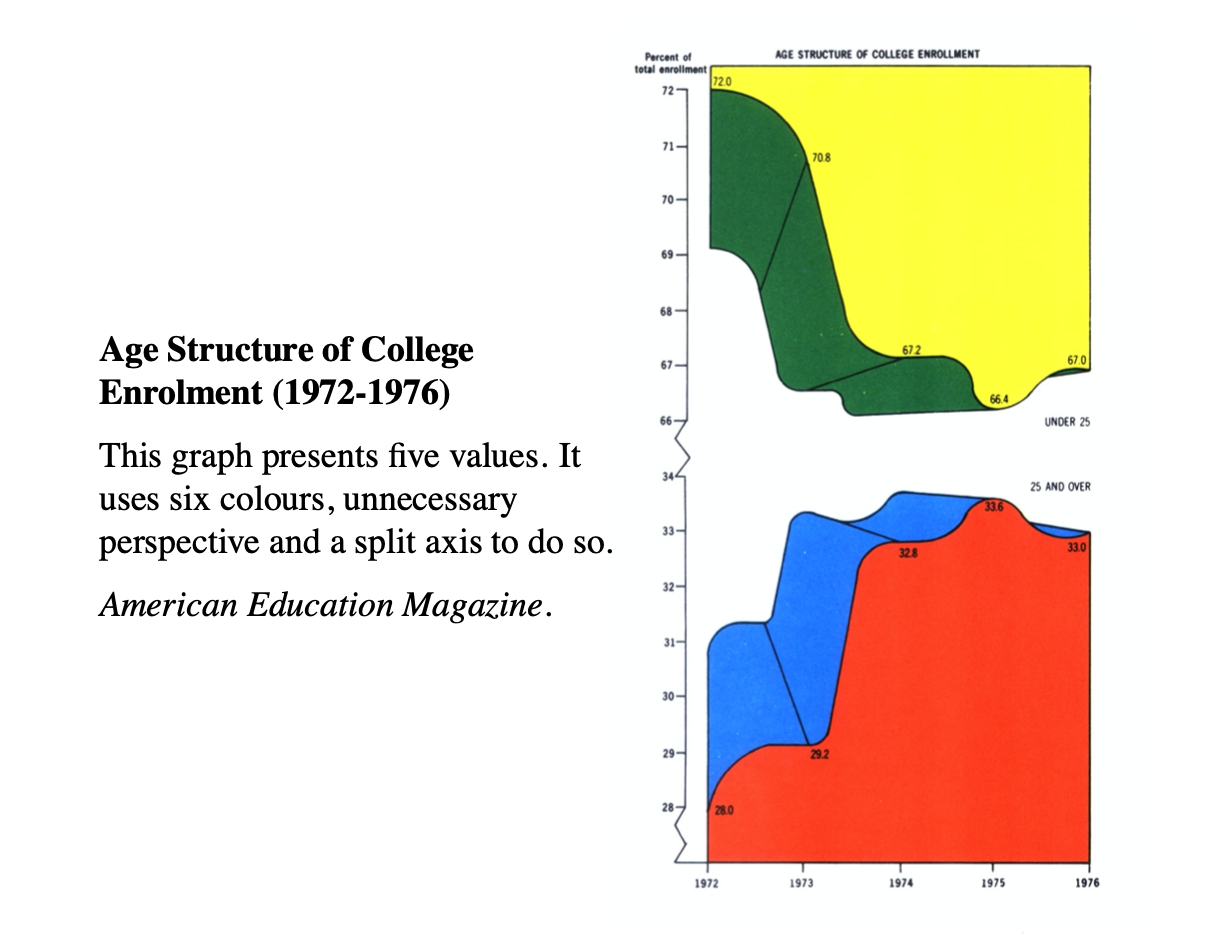 Age Structure of College
Enrolment (1972-1976)
This graph presents five values. It
uses six colours, unnecessary
perspective and a split axis to do so.
American Education Magazine.
Percent of
total enrollment
AGE STRUCTURE OF COLLEGE ENROLLMENT
72
71
70
69
68
67
66
72.0
70.8
67.2
66.4
67.0
UNDER 25
34
33
32
31
30
29
28
25 AND OVER
33.6
32.8
33.0
29.2
28.0
1972 1973 1974 1975 1976